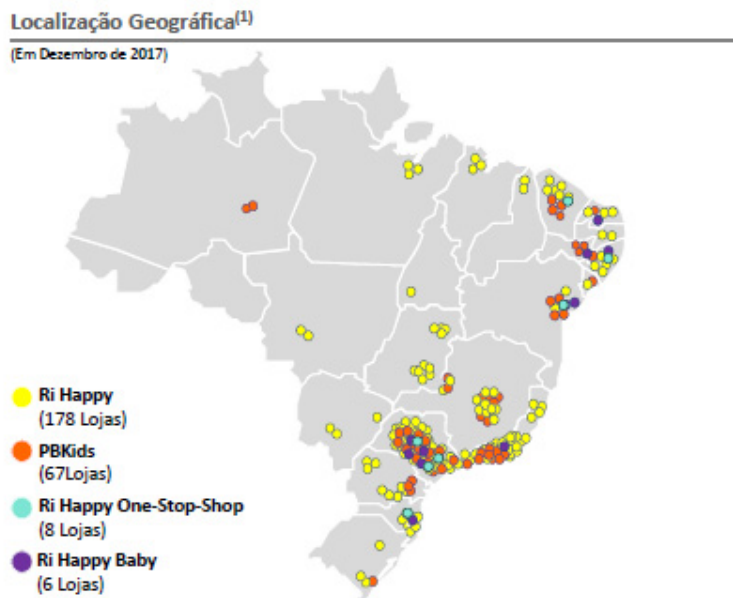 Localização Geográfica(1)
(Em Dezembro de 2017)
Ri Happy
(178 Lojas)
PBKids
(67Lojas)
Ri Happy One-Stop-Shop
(8 Lojas)
Ri Happy Baby
(6 Lojas)